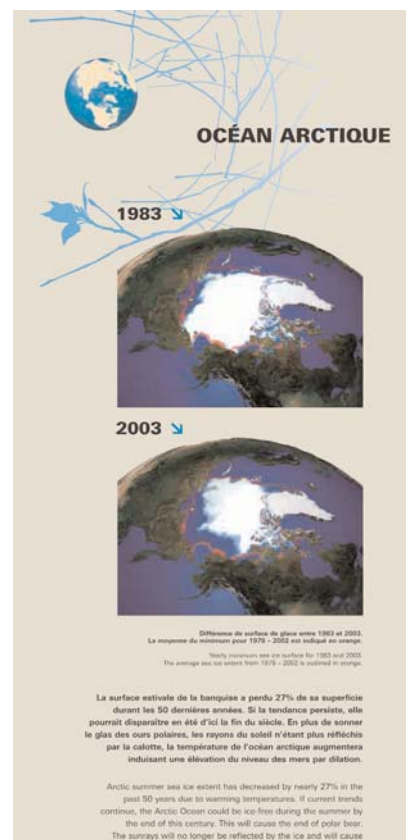 OCÉAN ARCTIQUE
1983
2003
Différence de surface de glace entre 1983 et 2003.
La moyenne du minimum pour 1979 – 2002 est indiqué en orange.
Yearly minimum sea ice surface for 1983 and 2003.
The average sea ice extent from 1979 – 2002 is outlined in orange.
La surface estivale de la banquise a perdu 27% de sa superficie
durant les 50 dernières années. Si la tendance persiste, elle
pourrait disparaître en été d'ici la fin du siècle. En plus de sonner
le glas des ours polaires, les rayons du soleil n'étant plus réfléchis
par la calotte, la température de l'océan arctique augmentera
induisant une élévation du niveau des mers par dilation.
Arctic summer sea ice extent has decreased by nearly 27% in the
past 50 years due to warming temperatures. If current trends
continue, the Arctic Ocean could be ice-free during the summer by
the end of this century. This will cause the end of polar bear.
The sunrays will no longer be reflected by the ice and will cause